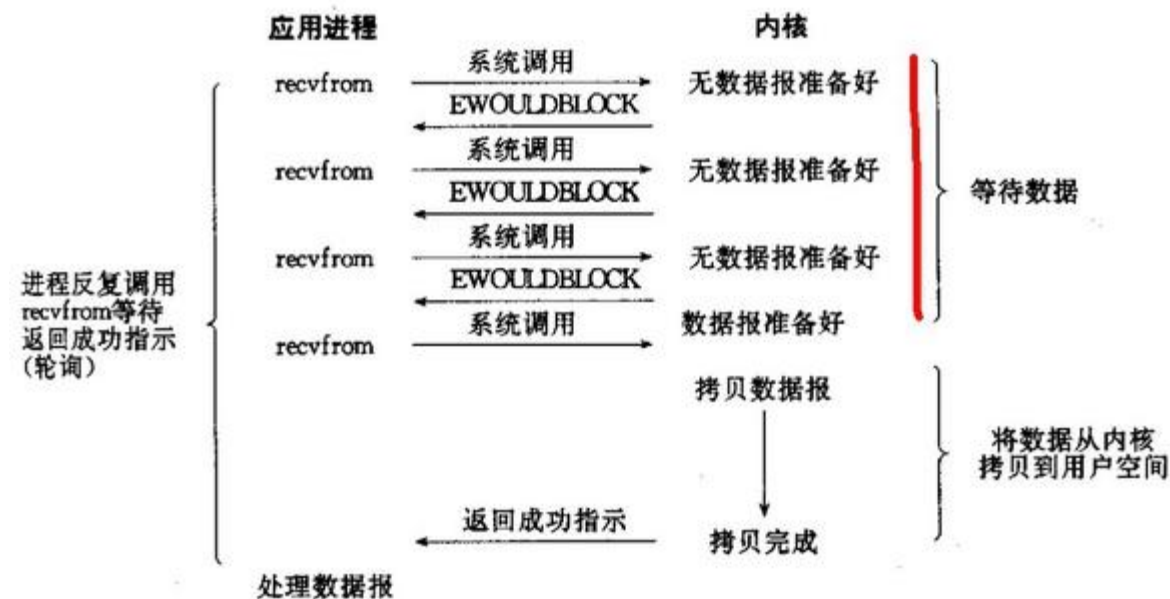 应用进程
内核
recvfrom
系统调用
无数据报准备好
EWOULDBLOCK
recvfrom
系统调用
无数据报准备好
EWOULDBLOCK
等待数据
recvfrom
系统调用
无数据报准备好
EWOULDBLOCK
进程反复调用
recvfrom等待
返回成功指示
(轮询)
recvfrom
系统调用
数据报准备好
拷贝数据报
将数据从内核
拷贝到用户空间
返回成功指示
拷贝完成
处理数据报